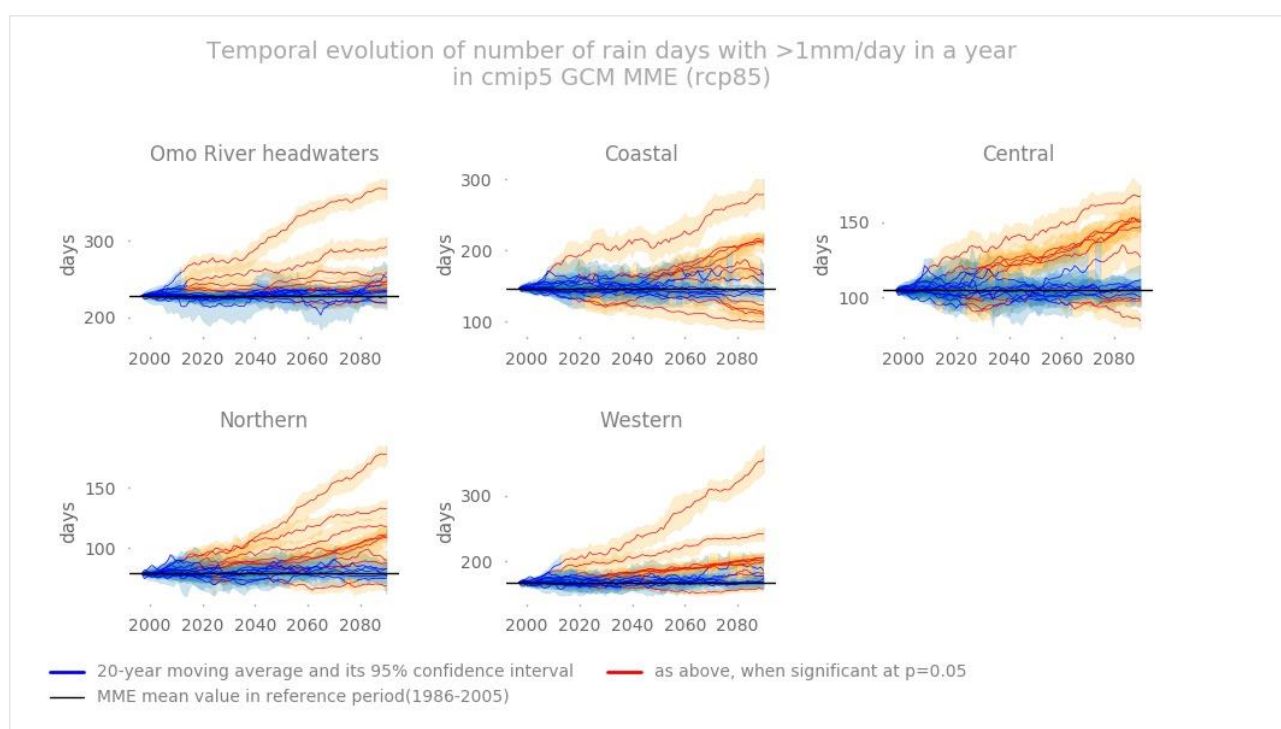 Temporal evolution of number of rain days with >1mm/day in a year
in cmip5 GCM MME (rcp85)
Omo River headwaters
Coastal
Central
300
200
days
2000 2020 2040 2060 2080
300
200
100
days
2000 2020 2040 2060 2080
150
100
days
2000 2020 2040 2060 2080
Northern
Western
150
100
days
2000 2020 2040 2060 2080
300
200
days
2000 2020 2040 2060 2080
20-year moving average and its 95% confidence interval
as above, when significant at p=0.05
MME mean value in reference period(1986-2005)